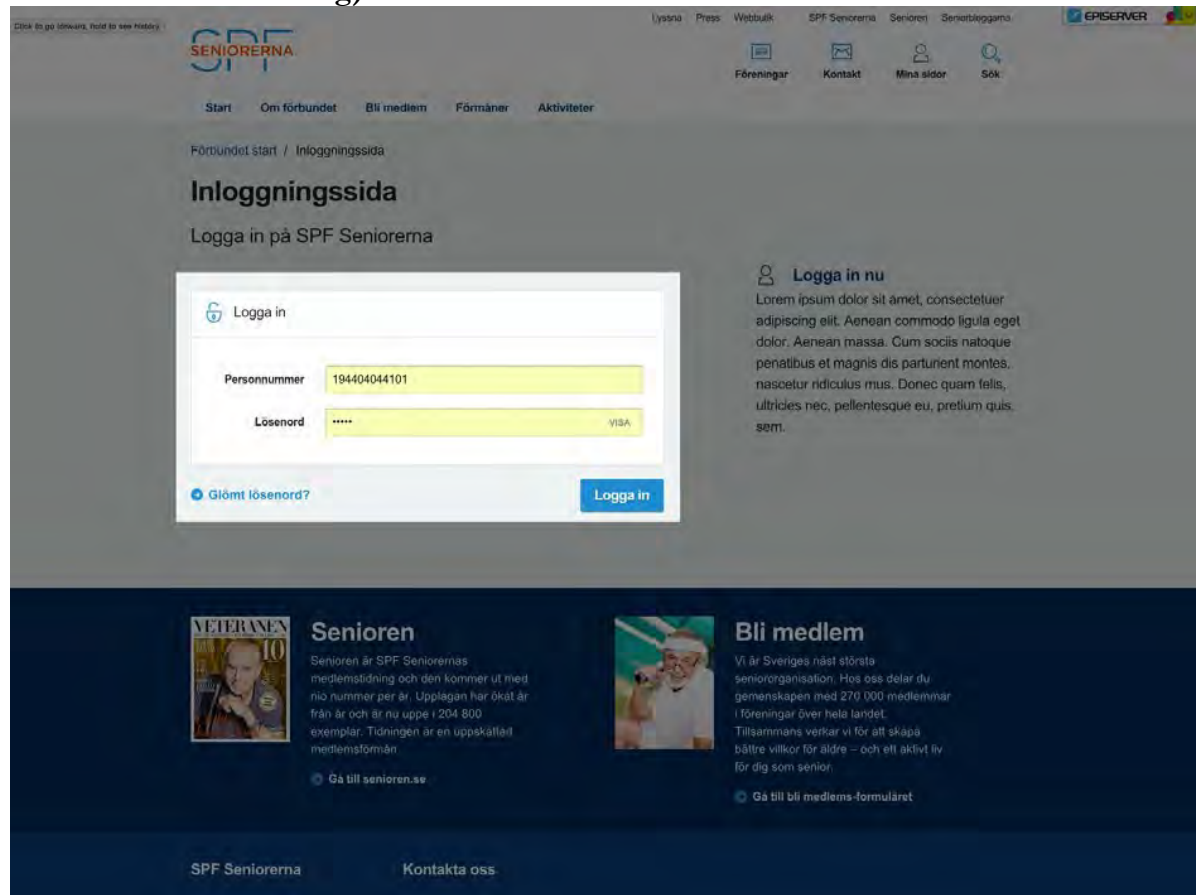 g)
Click to go forward, hold to see history
Lyssna Press Webbutik SPF Seniorerna Senioren Seniorbloggarna
EPISERVER
SPF
SENIORERNA
Föreningar Kontakt Mina sidor Sök
Start Om förbundet Bli medlem Förmåner Aktiviteter
Förbundet start / Inloggningssida
Inloggningssida
Logga in på SPF Seniorerna
Logga in
Personnummer 194404044101
Lösenord ····· VISA
Glömt lösenord?
Logga in
Logga in nu
Lorem ipsum dolor sit amet, consectetuer
adipiscing elit. Aenean commodo ligula eget
dolor. Aenean massa. Cum sociis natoque
penatibus et magnis dis parturient montes,
nascetur ridiculus mus. Donec quam felis,
ultricies nec, pellentesque eu, pretium quis,
sem.
VETERANEN
10
Senioren
Senioren är SPF Seniorernas
medlemstidning och den kommer ut med
nio nummer per år. Upplagan har ökat år
från år och är nu uppe i 204 800
exemplar. Tidningen är en uppskattad
medlemsförmån
Gå till senioren.se
Bli medlem
Vi är Sveriges näst största
seniororganisation. Hos oss delar du
gemenskapen med 270 000 medlemmar
i föreningar över hela landet.
Tillsammans verkar vi för att skapa
bättre villkor för äldre – och ett aktivt liv
för dig som senior.
Gå till bli medlems-formuläret
SPF Seniorerna
Kontakta oss